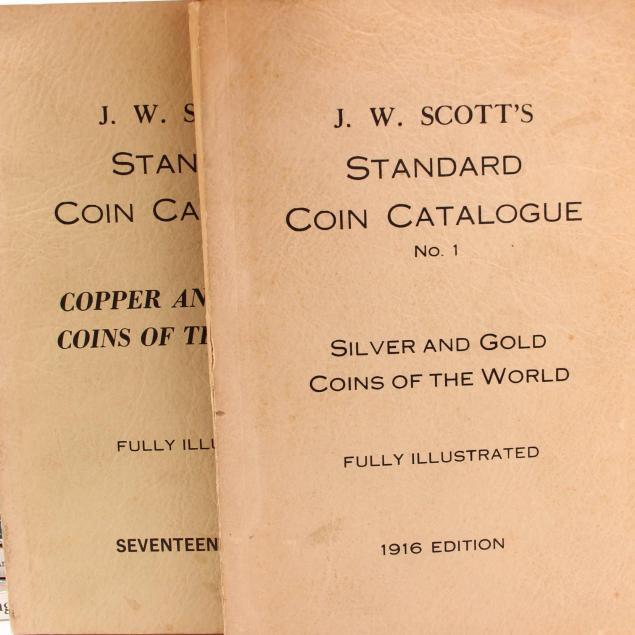 J. W. S
STAN
COIN CA
COPPER AN
COINS OF TH
FULLY ILLU
SEVENTEEN
J. W. SCOTT'S
STANDARD
COIN CATALOGUE
No. 1
SILVER AND GOLD
COINS OF THE WORLD
FULLY ILLUSTRATED
1916 EDITION